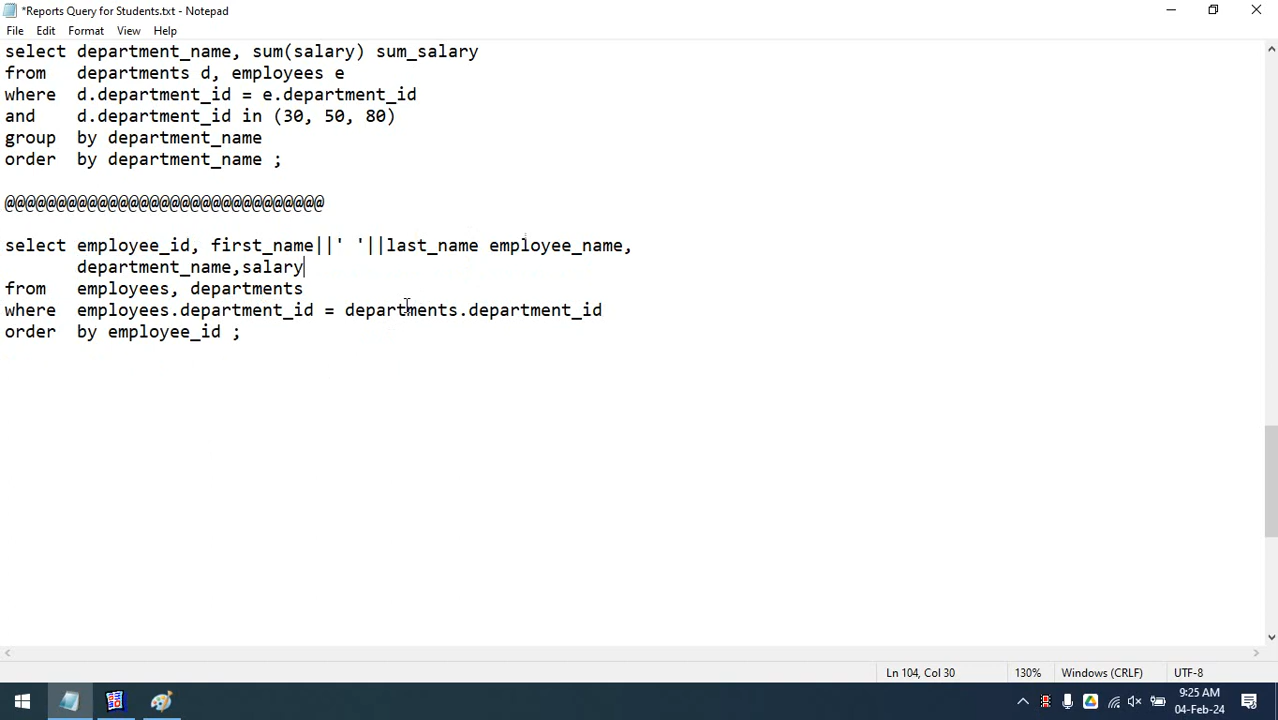 *Reports Query for Students.txt - Notepad
File Edit Format View Help
select department_name, sum(salary) sum_salary
from departments d, employees e
where d.department_id = e.department_id
and d.department_id in (30, 50, 80)
group by department_name
order by department_name ;
@@@@@@@@@@@@@@@@@@@@@@@@@@@@@@@
select employee_id, first_name||' '||last_name employee_name,
department_name,salary
from employees, departments
where employees.department_id = departments.department_id
order by employee_id ;
Ln 104, Col 30 130% Windows (CRLF) UTF-8
9:25 AM
04-Feb-24